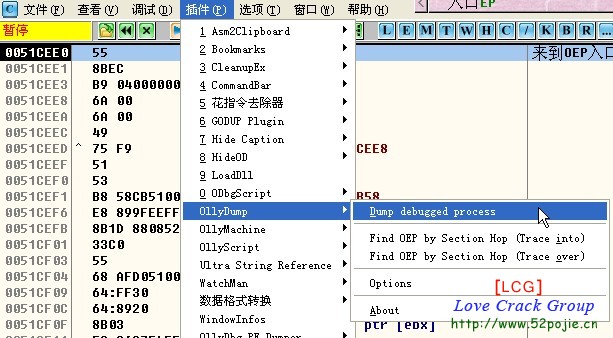 文件(F) 查看(V) 调试(D) 插件(P) 选项(T) 窗口(W) 帮助(H) 入口EP
暂停 L E M T W H C / K B R ...
0051CEE0 55 来到OEP入口
0051CEE1 8BEC
0051CEE3 B9 04000000
0051CEE8 6A 00
0051CEEA 6A 00
0051CEEC 49
0051CEED ^ 75 F9 CEE8
0051CEEF 51
0051CEF0 53
0051CEF1 B8 58CB5100 B58
0051CEF6 E8 899FEEFF
0051CEFB 8B1D 880852
0051CF01 33C0
0051CF03 55
0051CF04 68 AFD05100
0051CF09 64:FF30
0051CF0C 64:8920
0051CF0F 8B03 ptr [ebx]
1 Asm2Clipboard
2 Bookmarks
3 CleanupEx
4 CommandBar
5 花指令去除器
6 GODUP Plugin
7 Hide Caption
8 HideOD
9 LoadDll
0 ODbgScript
OllyDump
OllyMachine
OllyScript
Ultra String Reference
WatchMan
数据格式转换
WindowInfos
OllyDbg PE Dumper
Dump debugged process
Find OEP by Section Hop (Trace into)
Find OEP by Section Hop (Trace over)
Options
About
[LCG]
Love Crack Group
http://www.52pojie.cn